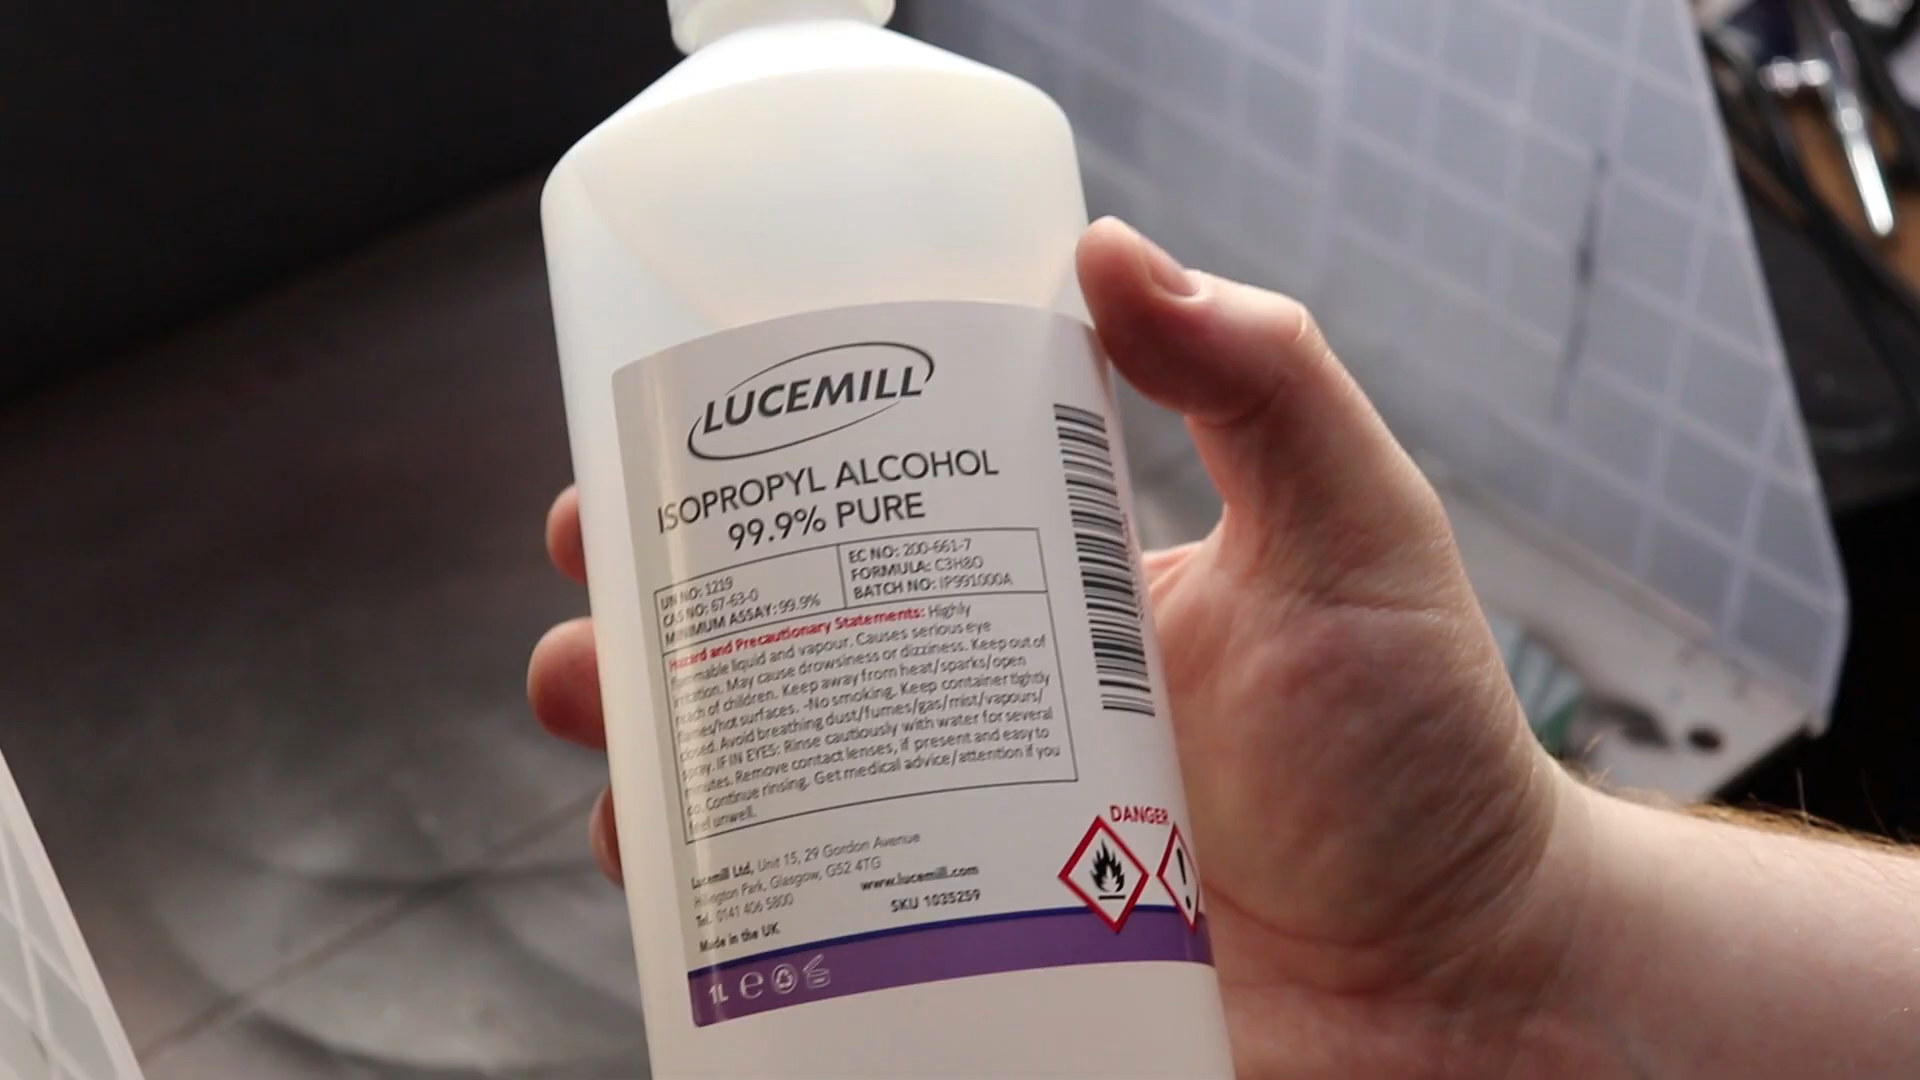 LUCEMILL
ISOPROPYL ALCOHOL
99.9% PURE
UN NO: 1219
CAS NO: 67-63-0
MINIMUM ASSAY: 99.9%
EC NO: 200-661-7
FORMULA: C3H8O
BATCH NO: IP991000A
Hazard and Precautionary Statements: Highly
flammable liquid and vapour. Causes serious eye
irritation. May cause drowsiness or dizziness. Keep out of
reach of children. Keep away from heat/sparks/open
flames/hot surfaces. -No smoking. Keep container tightly
closed. Avoid breathing dust/fumes/gas/mist/vapours/
spray. IF IN EYES: Rinse cautiously with water for several
minutes. Remove contact lenses, if present and easy to
do. Continue rinsing. Get medical advice/attention if you
feel unwell.
DANGER
Lucemill Ltd, Unit 15, 29 Gordon Avenue
Hillington Park, Glasgow, G52 4TG
Tel. 0141 406 5800
www.lucemill.com
SKU 1035259
Made in the UK
1L ℮